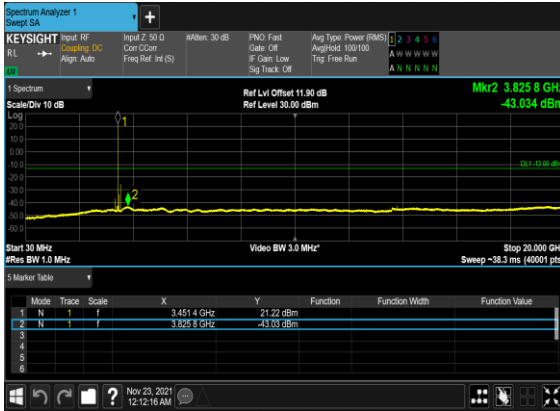 Spectrum Analyzer 1
Swept SA
+
KEYSIGHT Input: RF Input Z: 50 Ω #Atten: 30 dB PNO: Fast Avg Type: Power (RMS) 1 2 3 4 5 6
RL Coupling: DC Corr CCorr Gate: Off Avg|Hold: 100/100 A W W W W W
Align: Auto Freq Ref: Int (S) IF Gain: Low Trig: Free Run
Sig Track: Off A N N N N N
1 Spectrum Ref Lvl Offset 11.90 dB Mkr2 3.825 8 GHz
Scale/Div 10 dB Ref Level 30.00 dBm -43.034 dBm
Log
20.0
10.0
0.00
-10.0 DL1 -13.00 dBm
-20.0
-30.0
-40.0
-50.0
-60.0
1
2
Start 30 MHz Video BW 3.0 MHz* Stop 20.000 GHz
#Res BW 1.0 MHz Sweep ~38.3 ms (40001 pts)
5 Marker Table
Mode Trace Scale X Y Function Function Width Function Value
1 N 1 f 3.451 4 GHz 21.22 dBm
2 N 1 f 3.825 8 GHz -43.03 dBm
3
4
5
6
? Nov 23, 2021
12:12:16 AM